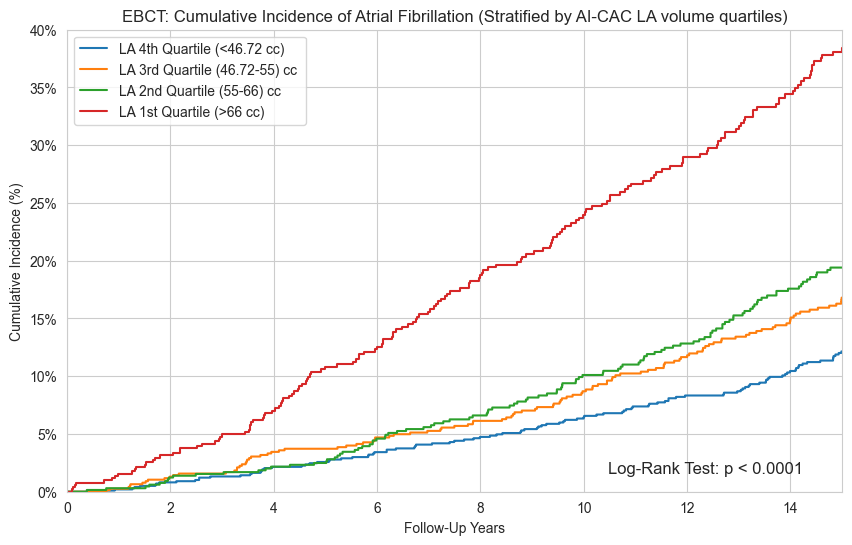 EBCT: Cumulative Incidence of Atrial Fibrillation (Stratified by AI-CAC LA volume quartiles)
LA 4th Quartile (<46.72 cc)
LA 3rd Quartile (46.72-55) cc
LA 2nd Quartile (55-66) cc
LA 1st Quartile (>66 cc)
Cumulative Incidence (%)
40%
35%
30%
25%
20%
15%
10%
5%
0%
Log-Rank Test: p < 0.0001
0 2 4 6 8 10 12 14
Follow-Up Years